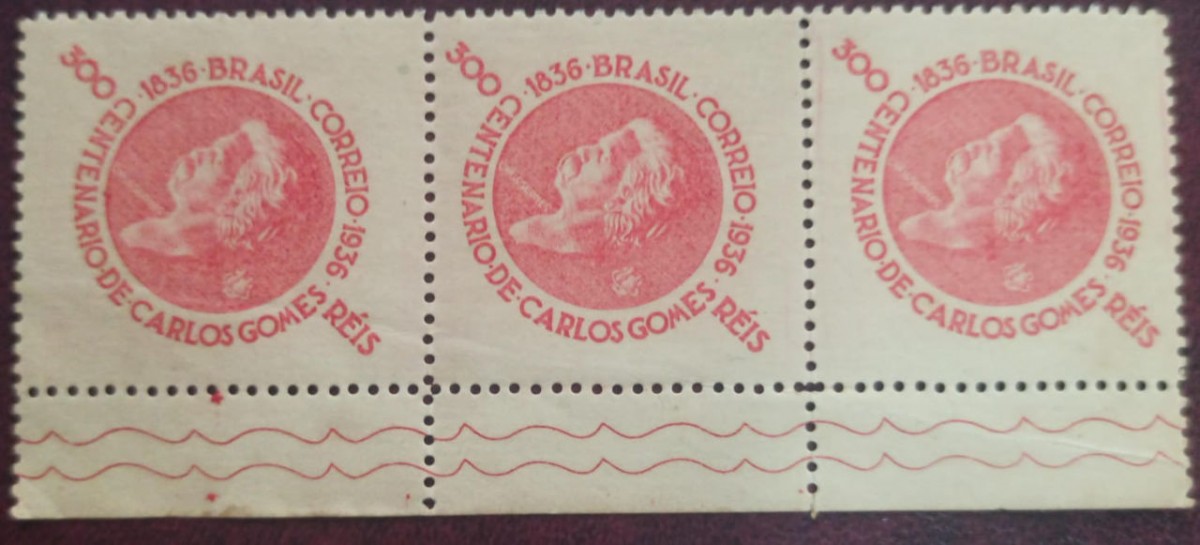 300 RÉIS
1836 · BRASIL · CORREIO · 1936 ·
CENTENARIO · DE · CARLOS GOMES ·
300 RÉIS
1836 · BRASIL · CORREIO · 1936 ·
CENTENARIO · DE · CARLOS GOMES ·
300 RÉIS
1836 · BRASIL · CORREIO · 1936 ·
CENTENARIO · DE · CARLOS GOMES ·